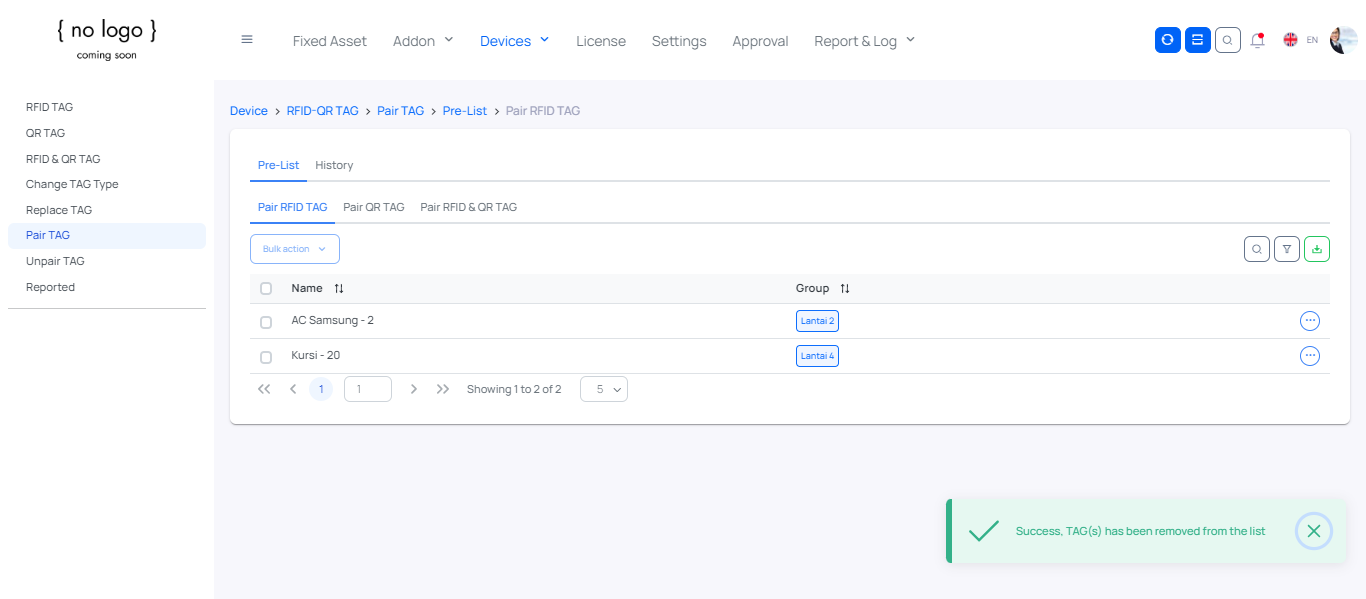 { no logo }
coming soon
Fixed Asset Addon Devices License Settings Approval Report & Log
EN
RFID TAG
QR TAG
RFID & QR TAG
Change TAG Type
Replace TAG
Pair TAG
Unpair TAG
Reported
Device > RFID-QR TAG > Pair TAG > Pre-List > Pair RFID TAG
Pre-List History
Pair RFID TAG Pair QR TAG Pair RFID & QR TAG
Bulk action
Name Group
AC Samsung - 2 Lantai 2
Kursi - 20 Lantai 4
1 1 Showing 1 to 2 of 2 5
Success, TAG(s) has been removed from the list